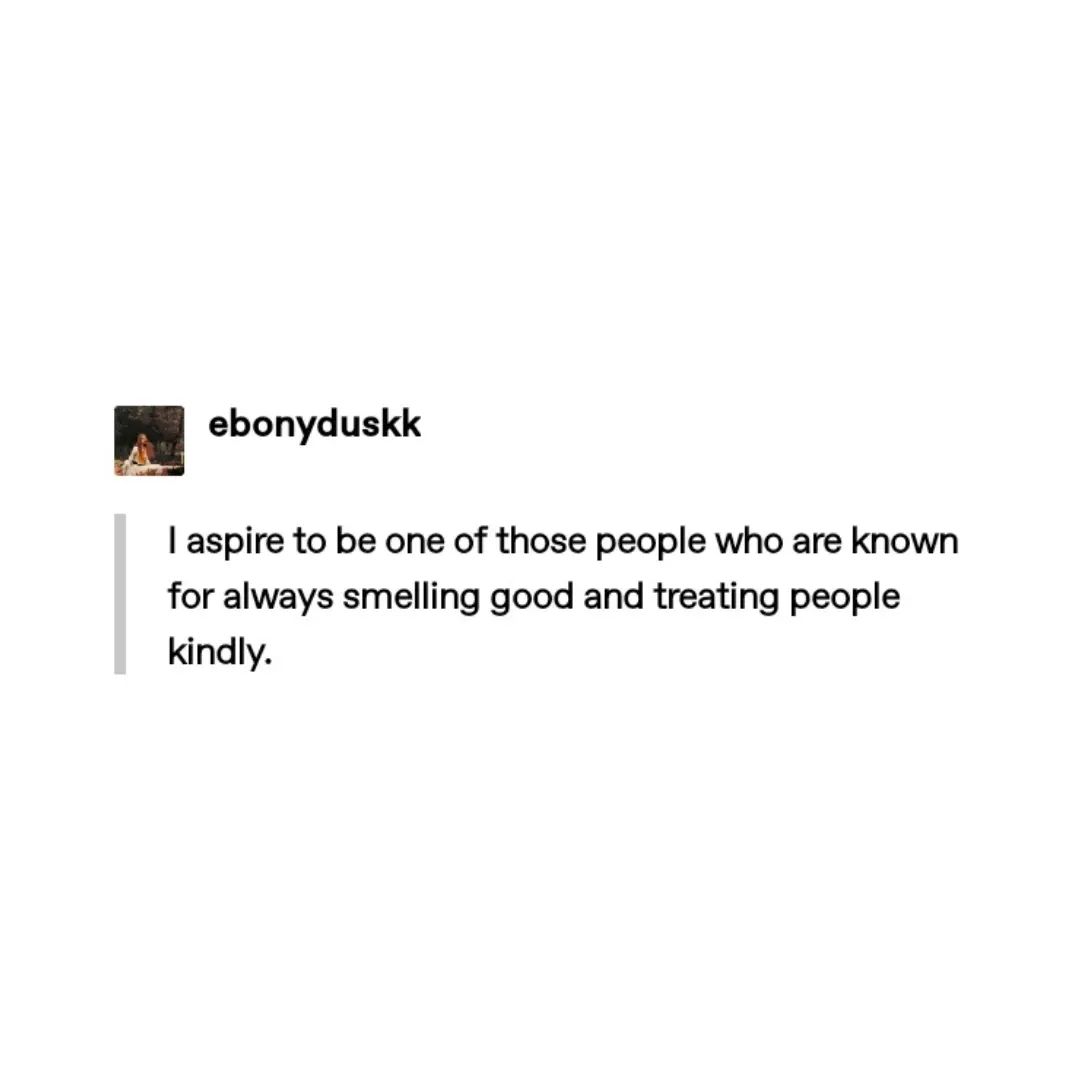 ebonyduskk
I aspire to be one of those people who are known
for always smelling good and treating people
kindly.